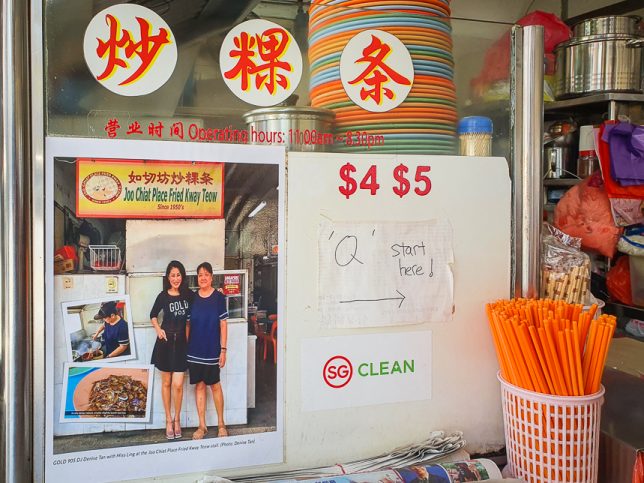 炒 粿 条
营业时间 Operating hours: 11:00am ~ 3:30pm
如切坊炒粿条
Joo Chiat Place Fried Kway Teow
Since 1950's
GOLD
905
$4 $5
'Q' start
here!
SG CLEAN
GOLD 905 DJ Denise Tan with Miss Ling at the Joo Chiat Place Fried Kway Teow stall. (Photo: Denise Tan)